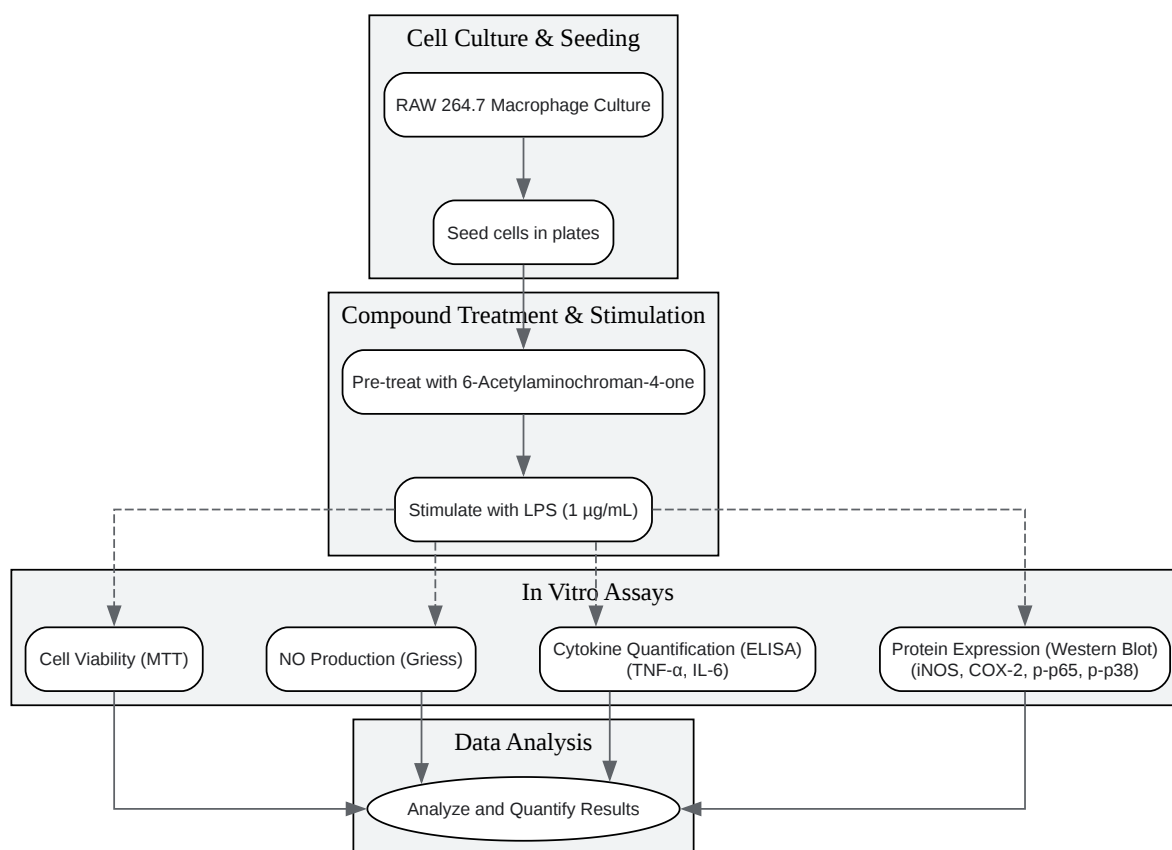 Cell Culture & Seeding
RAW 264.7 Macrophage Culture
Seed cells in plates
Compound Treatment & Stimulation
Pre-treat with 6-Acetylaminochroman-4-one
Stimulate with LPS (1 µg/mL)
In Vitro Assays
Cell Viability (MTT)
NO Production (Griess)
Cytokine Quantification (ELISA)
(TNF-α, IL-6)
Protein Expression (Western Blot)
(iNOS, COX-2, p-p65, p-p38)
Data Analysis
Analyze and Quantify Results